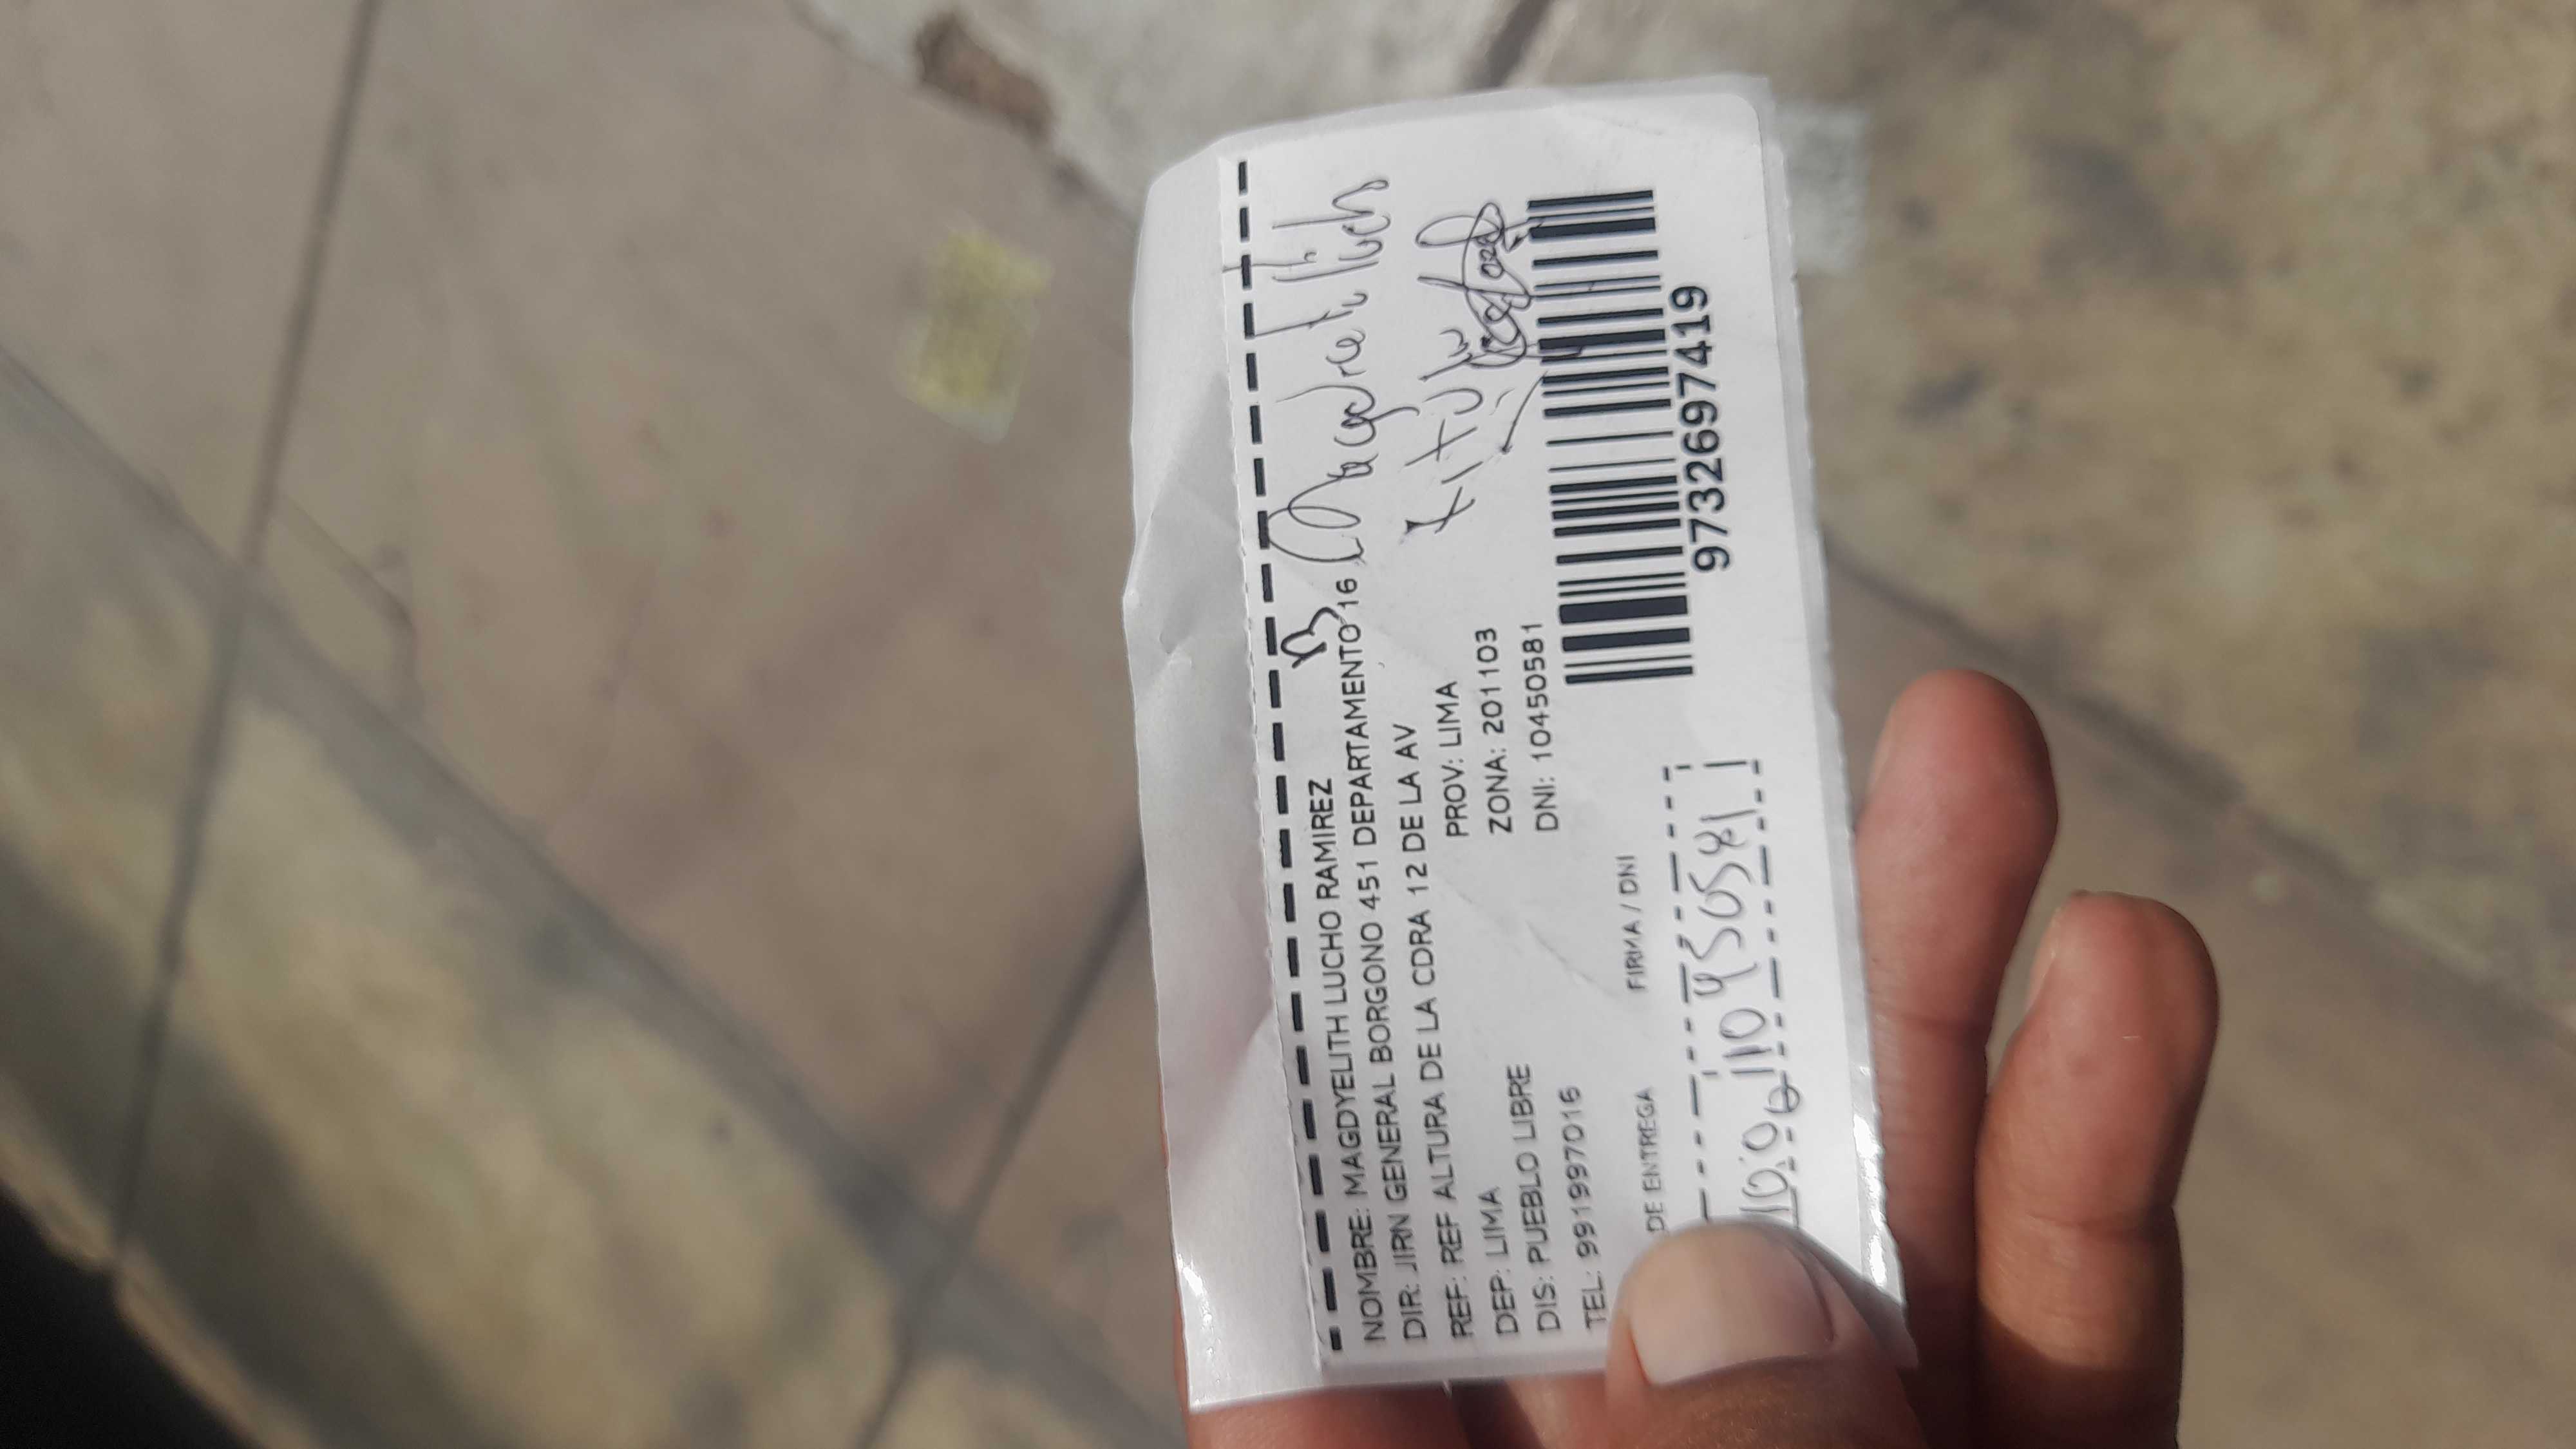 NOMBRE: MAGDYELITH LUCHO RAMIREZ
DIR: JIRN GENERAL BORGONO 451 DEPARTAMENTO 16
REF: REF ALTURA DE LA CDRA 12 DE LA AV
DEP: LIMA PROV: LIMA
DIS: PUEBLO LIBRE ZONA: 201103
TEL: 991997016 DNI: 10450581
DE ENTREGA FIRMA / DNI
10450581
9732697419